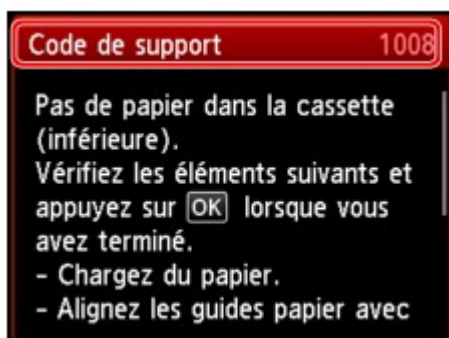 Code de support 1008
Pas de papier dans la cassette
(inférieure).
Vérifiez les éléments suivants et
appuyez sur OK lorsque vous
avez terminé.
- Chargez du papier.
- Alignez les guides papier avec